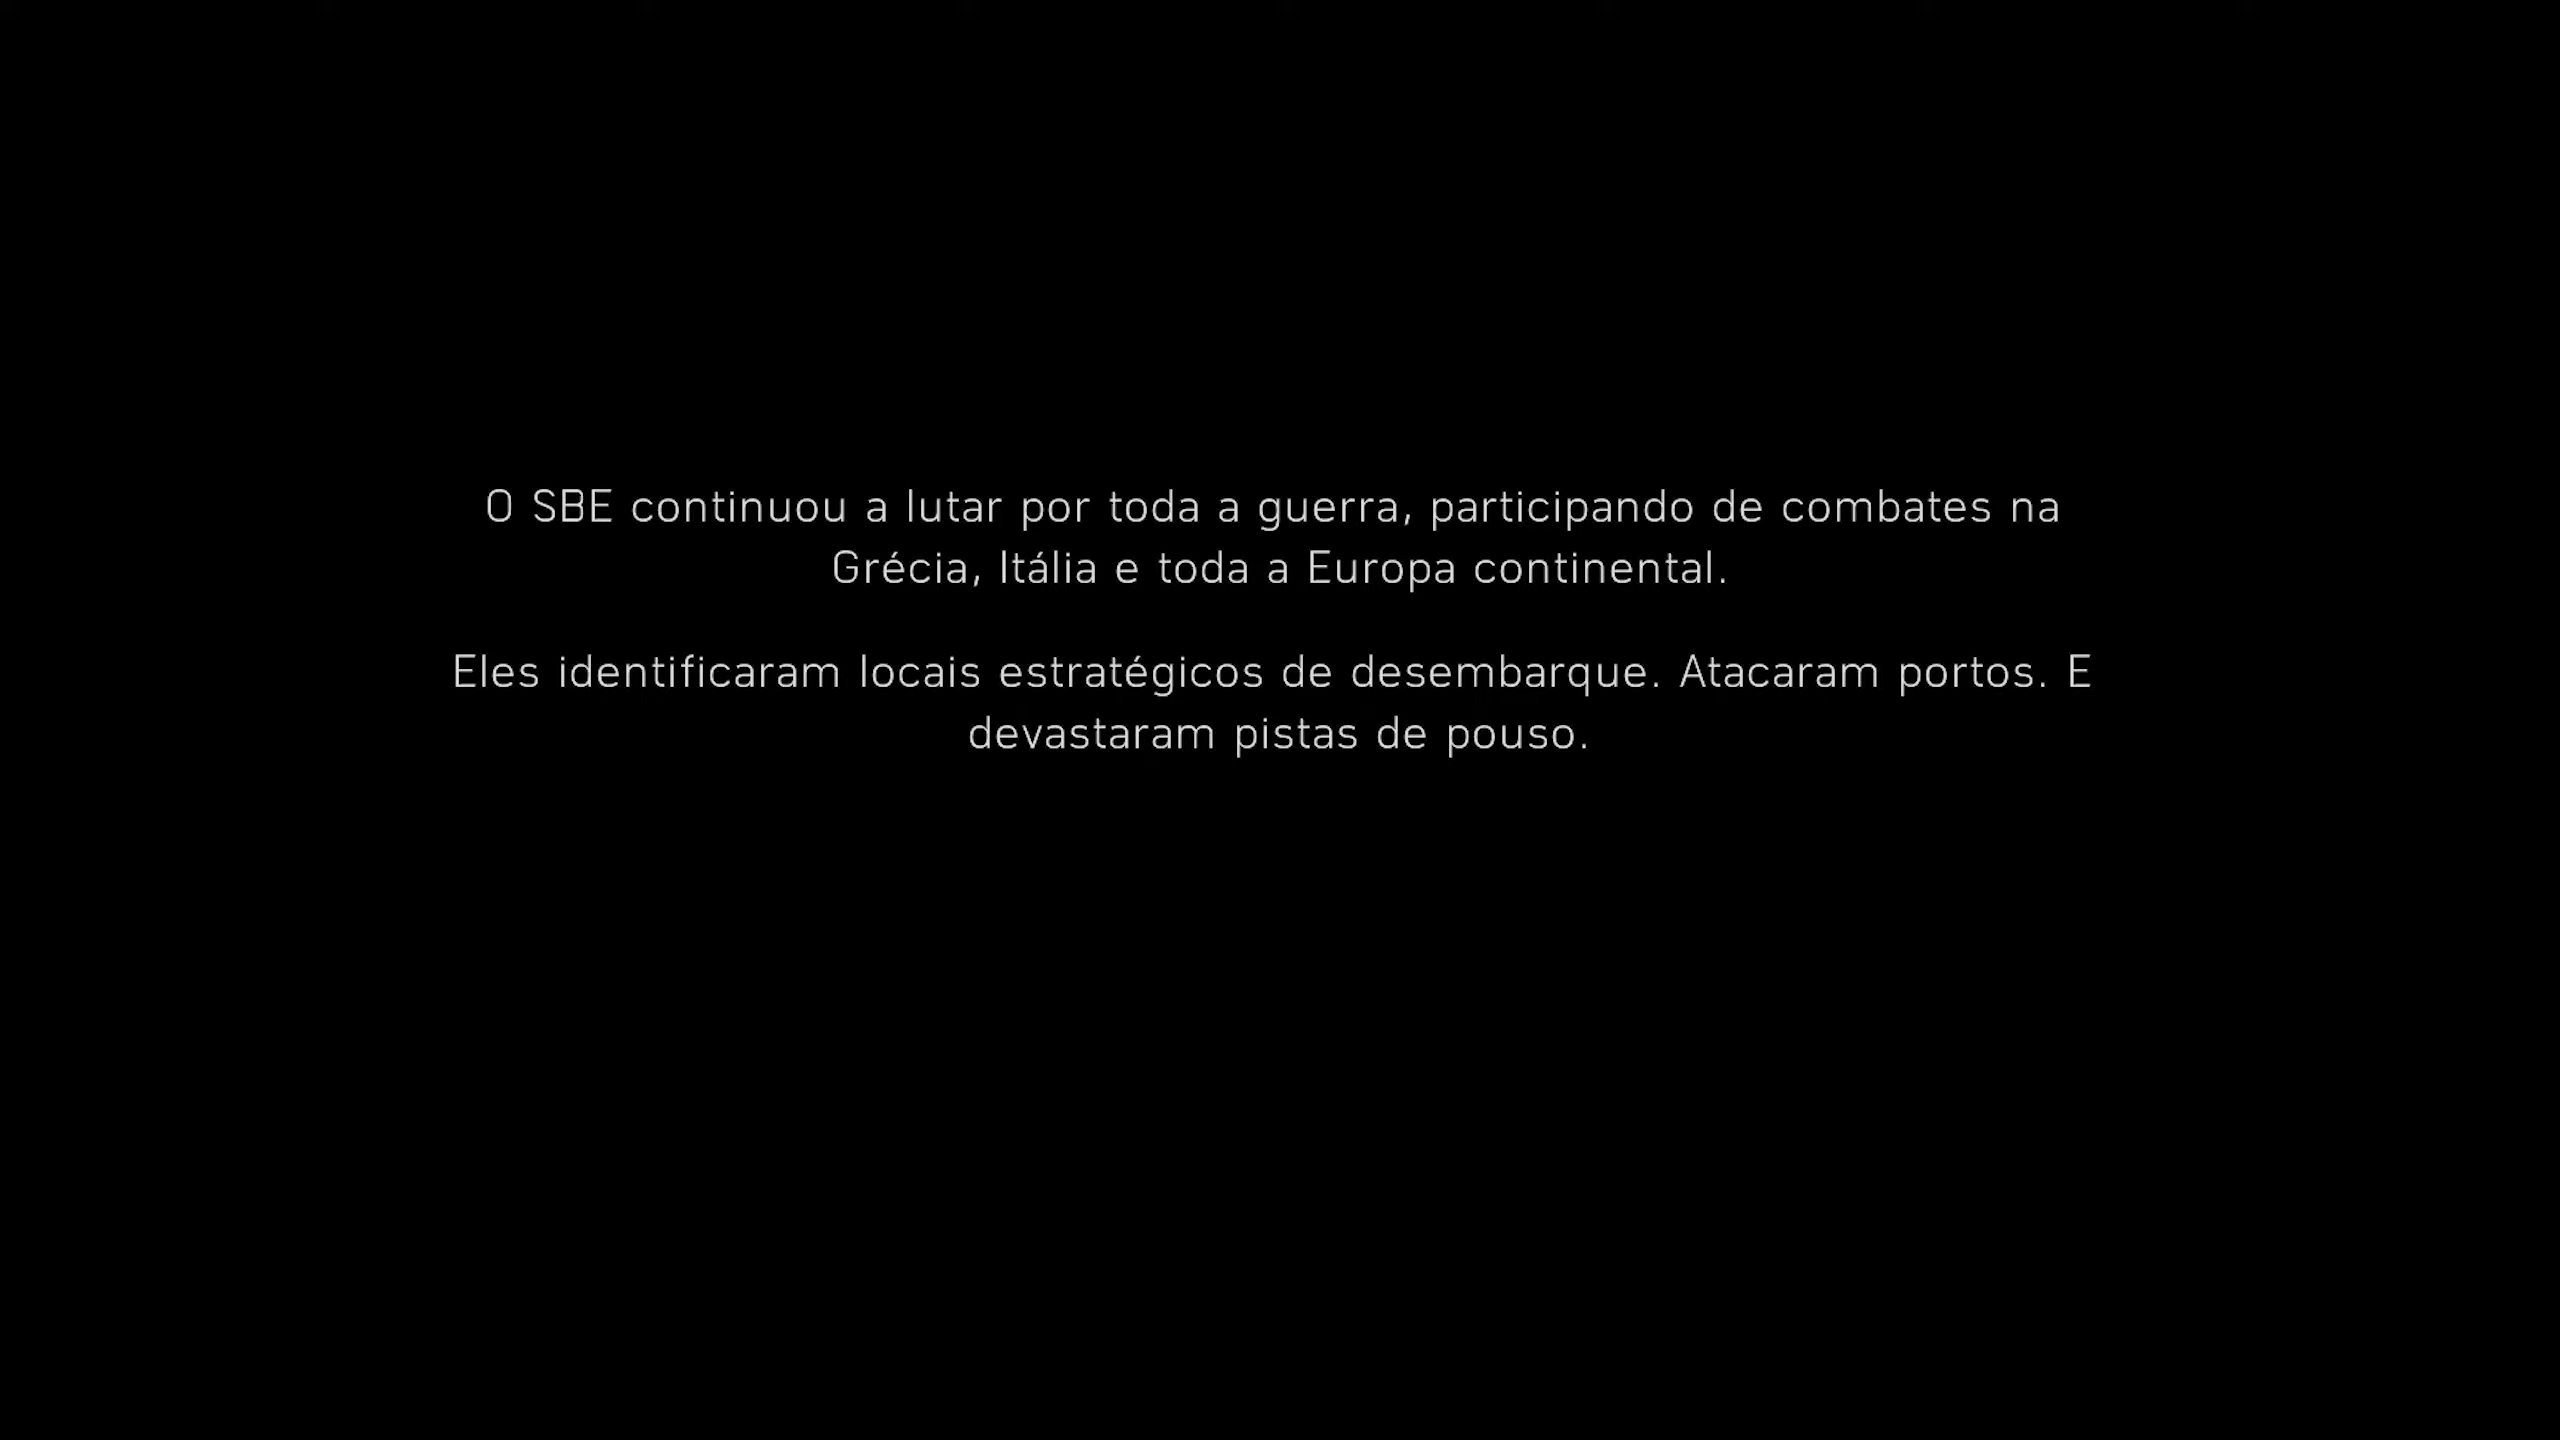 O SBE continuou a lutar por toda a guerra, participando de combates na
Grécia, Itália e toda a Europa continental.
Eles identificaram locais estratégicos de desembarque. Atacaram portos. E
devastaram pistas de pouso.